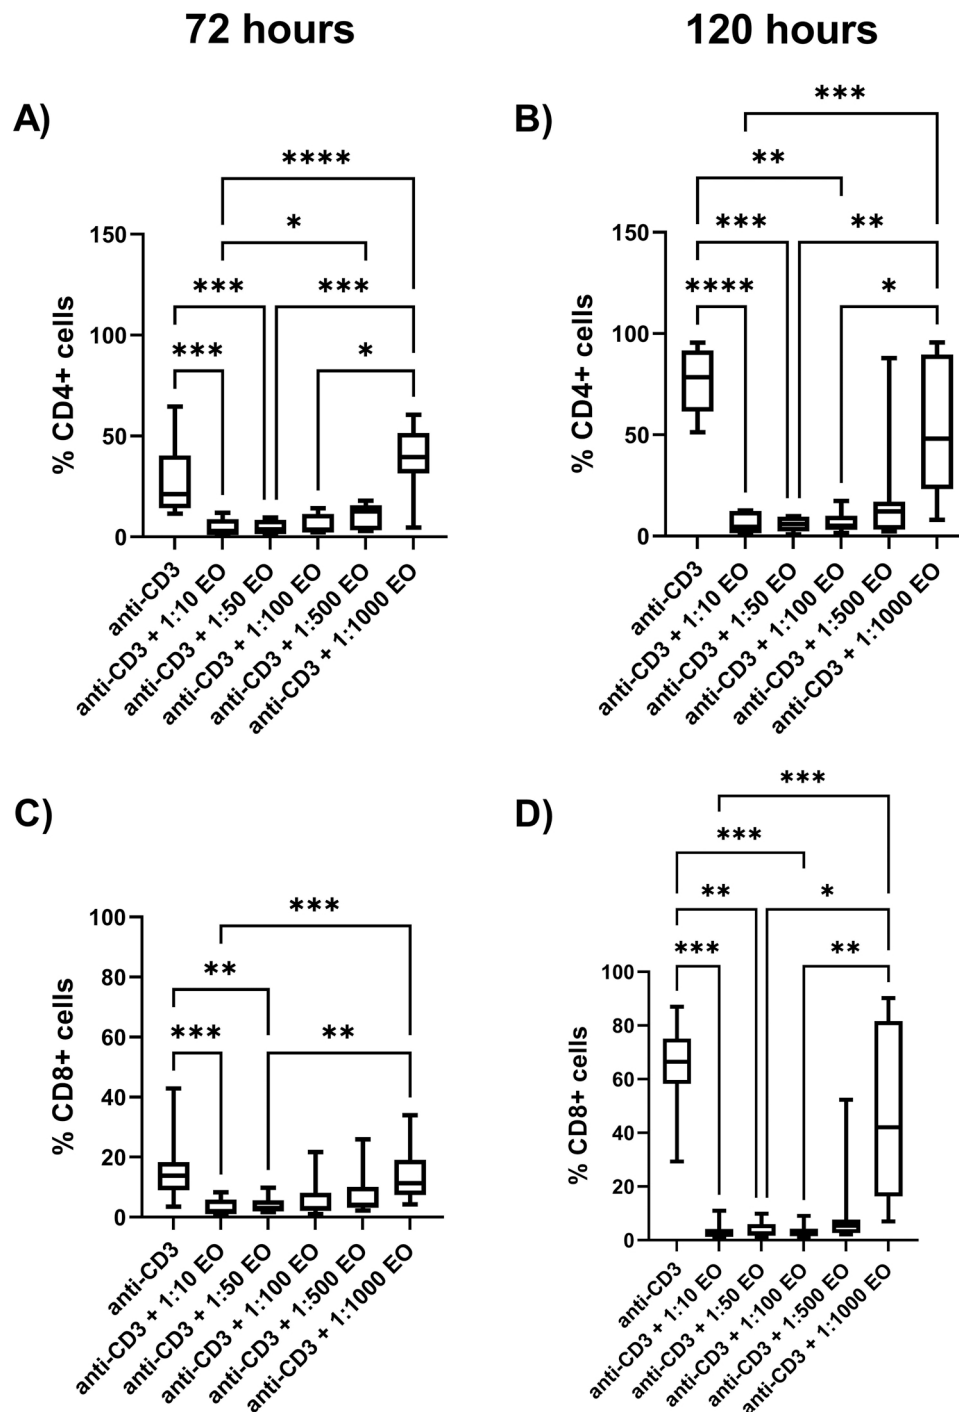 72 hours
120 hours
A)
****
*
***
***
***
*
% CD4+ cells
150
100
50
0
anti-CD3
anti-CD3 + 1:10 EO
anti-CD3 + 1:50 EO
anti-CD3 + 1:100 EO
anti-CD3 + 1:500 EO
anti-CD3 + 1:1000 EO
B)
***
**
***
**
****
*
% CD4+ cells
150
100
50
0
anti-CD3
anti-CD3 + 1:10 EO
anti-CD3 + 1:50 EO
anti-CD3 + 1:100 EO
anti-CD3 + 1:500 EO
anti-CD3 + 1:1000 EO
C)
***
**
***
**
% CD8+ cells
100
80
60
40
20
0
anti-CD3
anti-CD3 + 1:10 EO
anti-CD3 + 1:50 EO
anti-CD3 + 1:100 EO
anti-CD3 + 1:500 EO
anti-CD3 + 1:1000 EO
D)
***
***
**
*
***
**
% CD8+ cells
100
80
60
40
20
0
anti-CD3
anti-CD3 + 1:10 EO
anti-CD3 + 1:50 EO
anti-CD3 + 1:100 EO
anti-CD3 + 1:500 EO
anti-CD3 + 1:1000 EO